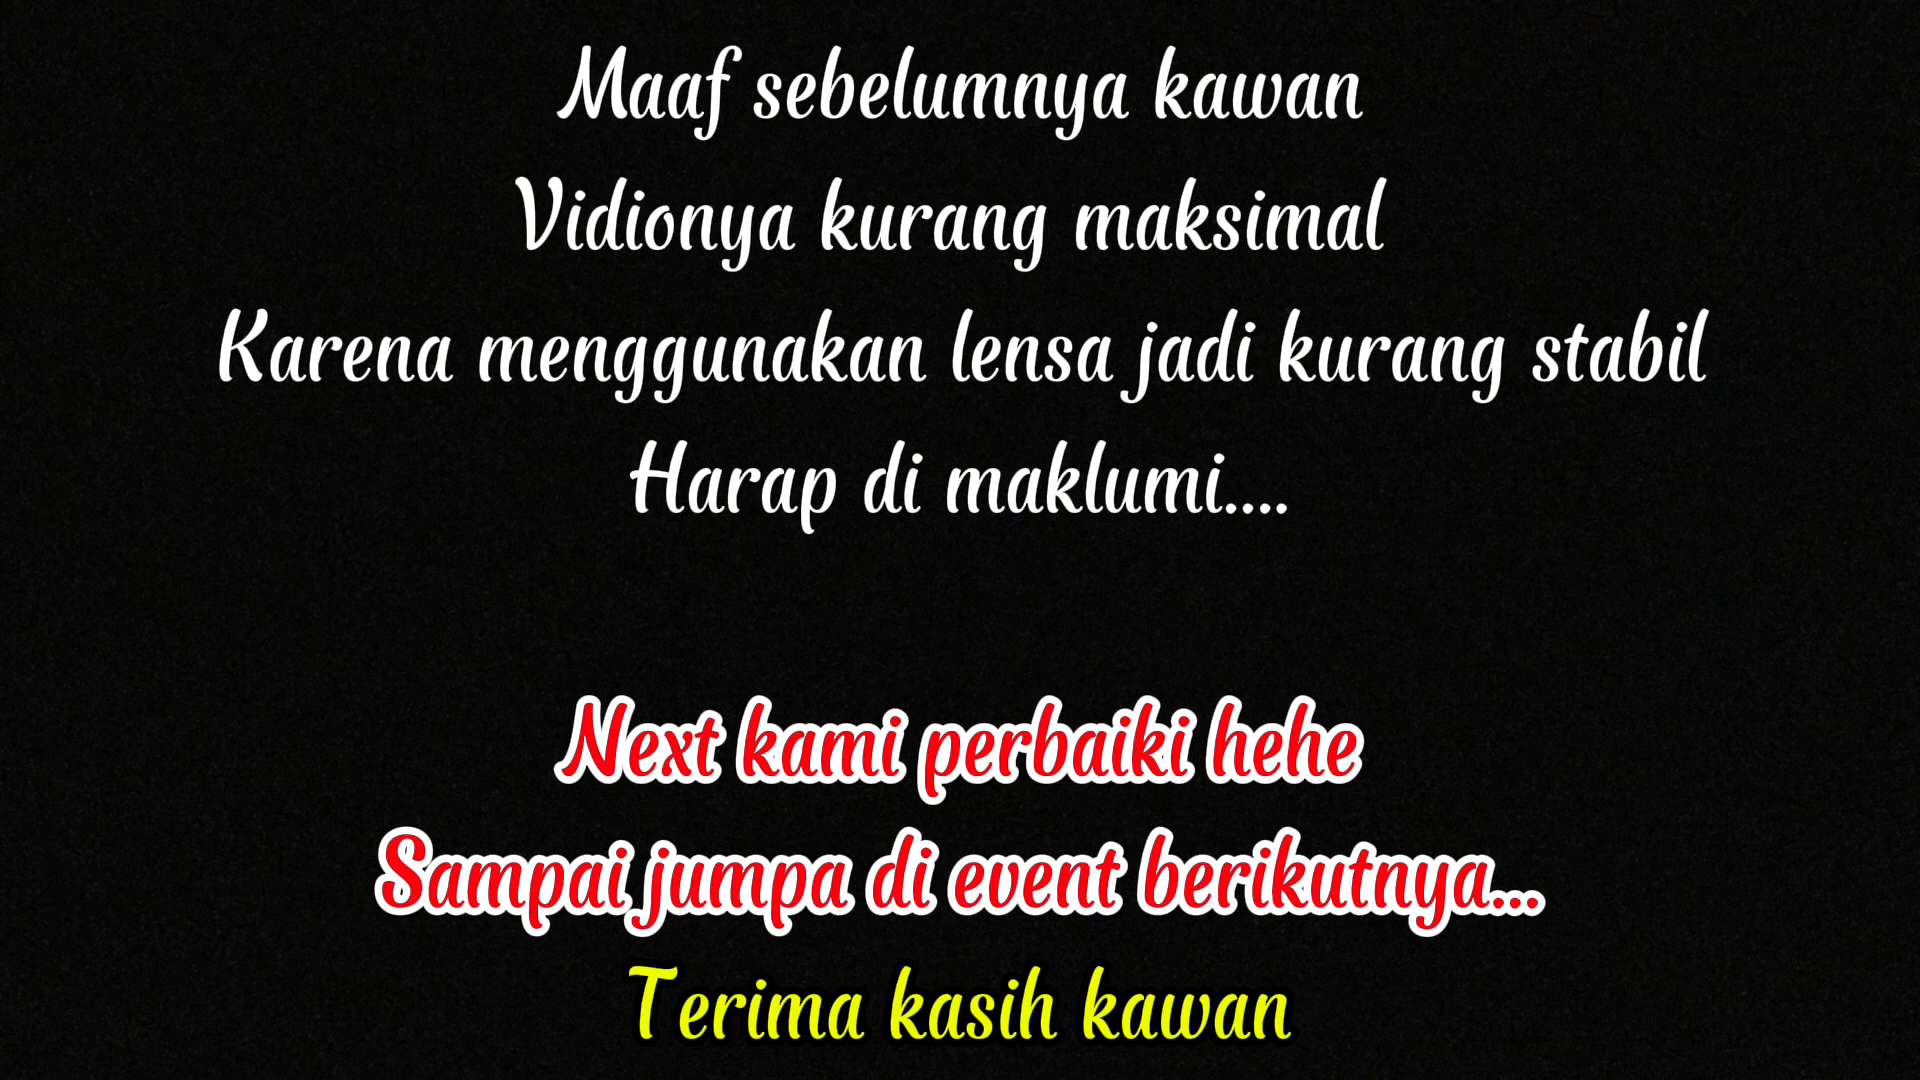 Maaf sebelumnya kawan
Vidionya kurang maksimal
Karena menggunakan lensa jadi kurang stabil
Harap di maklumi....
Next kami perbaiki hehe
Sampai jumpa di event berikutnya...
Terima kasih kawan